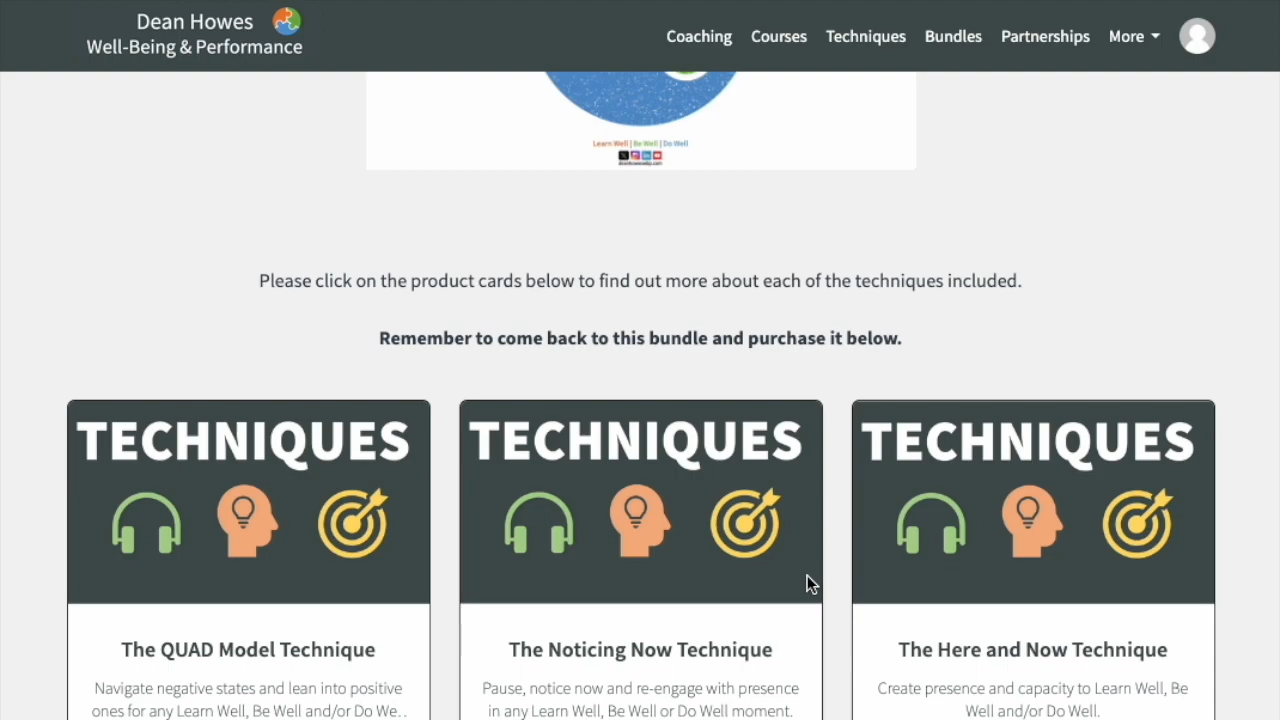 Dean Howes
Well-Being & Performance
Coaching
Courses
Techniques
Bundles
Partnerships
More
Learn Well | Be Well | Do Well
deanhoweswbp.com
Please click on the product cards below to find out more about each of the techniques included.
Remember to come back to this bundle and purchase it below.
TECHNIQUES
TECHNIQUES
TECHNIQUES
The QUAD Model Technique
Navigate negative states and lean into positive
ones for any Learn Well, Be Well and/or Do We..
The Noticing Now Technique
Pause, notice now and re-engage with presence
in any Learn Well, Be Well or Do Well moment.
The Here and Now Technique
Create presence and capacity to Learn Well, Be
Well and/or Do Well.